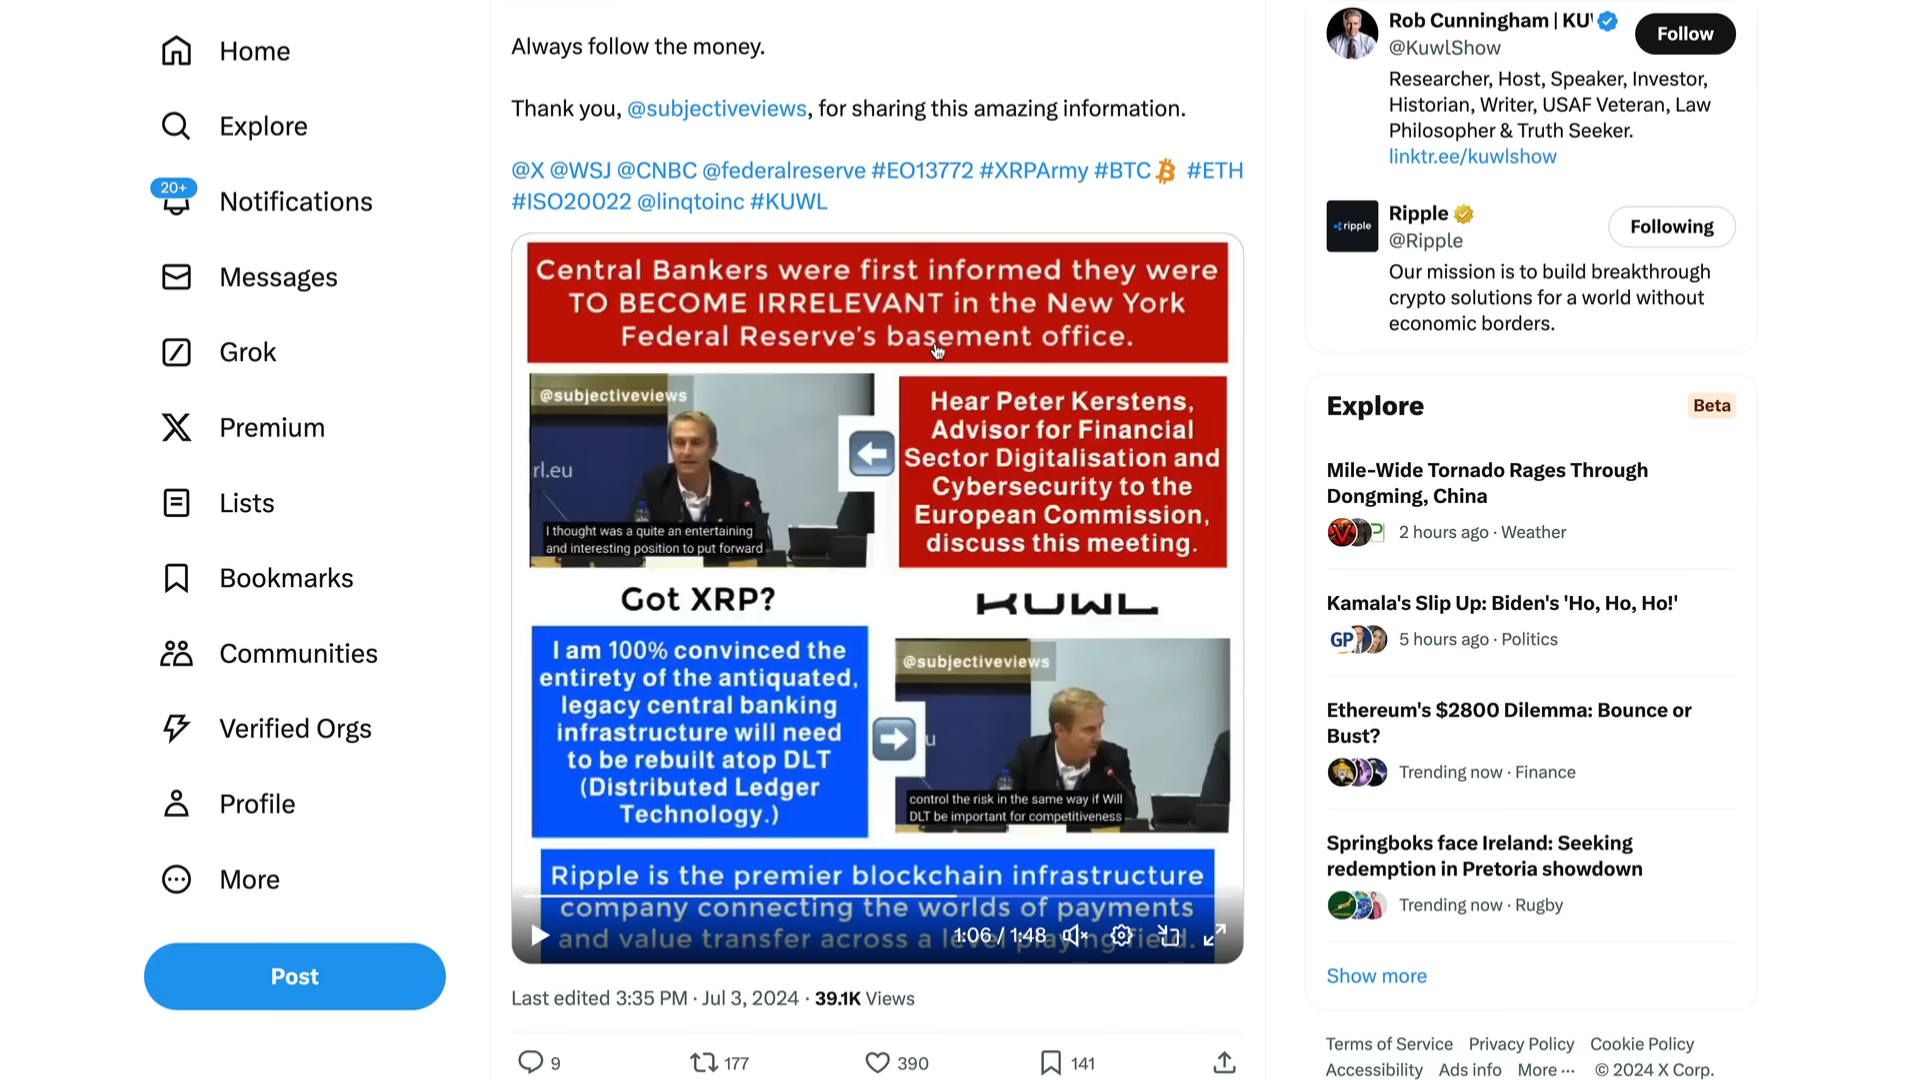 Home
Explore
20+
Notifications
Messages
Grok
Premium
Lists
Bookmarks
Communities
Verified Orgs
Profile
More
Post
Always follow the money.
Thank you, @subjectiveviews, for sharing this amazing information.
@X @WSJ @CNBC @federalreserve #EO13772 #XRPArmy #BTC #ETH
#ISO20022 @linqtoinc #KUWL
Central Bankers were first informed they were
TO BECOME IRRELEVANT in the New York
Federal Reserve's basement office.
@subjectiveviews
rl.eu
I thought was a quite an entertaining
and interesting position to put forward
Hear Peter Kerstens,
Advisor for Financial
Sector Digitalisation and
Cybersecurity to the
European Commission,
discuss this meeting.
Got XRP?
KUWL
I am 100% convinced the
entirety of the antiquated,
legacy central banking
infrastructure will need
to be rebuilt atop DLT
(Distributed Ledger
Technology.)
@subjectiveviews
u
control the risk in the same way if Will
DLT be important for competitiveness
Ripple is the premier blockchain infrastructure
company connecting the worlds of payments
and value transfer across a level playing field.
1:06 / 1:48
Last edited 3:35 PM · Jul 3, 2024 · 39.1K Views
9
177
390
141
Rob Cunningham | KU
@KuwlShow
Follow
Researcher, Host, Speaker, Investor,
Historian, Writer, USAF Veteran, Law
Philosopher & Truth Seeker.
linktr.ee/kuwlshow
ripple
Ripple
@Ripple
Following
Our mission is to build breakthrough
crypto solutions for a world without
economic borders.
Explore
Beta
Mile-Wide Tornado Rages Through
Dongming, China
2 hours ago · Weather
Kamala's Slip Up: Biden's 'Ho, Ho, Ho!'
GP
5 hours ago · Politics
Ethereum's $2800 Dilemma: Bounce or
Bust?
Trending now · Finance
Springboks face Ireland: Seeking
redemption in Pretoria showdown
Trending now · Rugby
Show more
Terms of Service Privacy Policy Cookie Policy
Accessibility Ads info More ··· © 2024 X Corp.